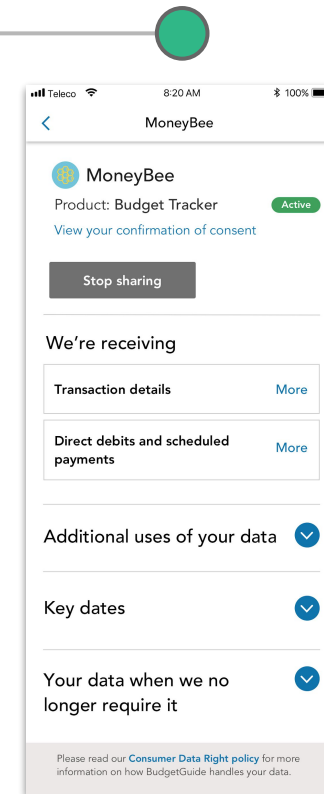 Teleco 8:20 AM 100%
MoneyBee
MoneyBee
Product: Budget Tracker Active
View your confirmation of consent
Stop sharing
We're receiving
Transaction details More
Direct debits and scheduled
payments More
Additional uses of your data
Key dates
Your data when we no
longer require it
Please read our Consumer Data Right policy for more
information on how BudgetGuide handles your data.